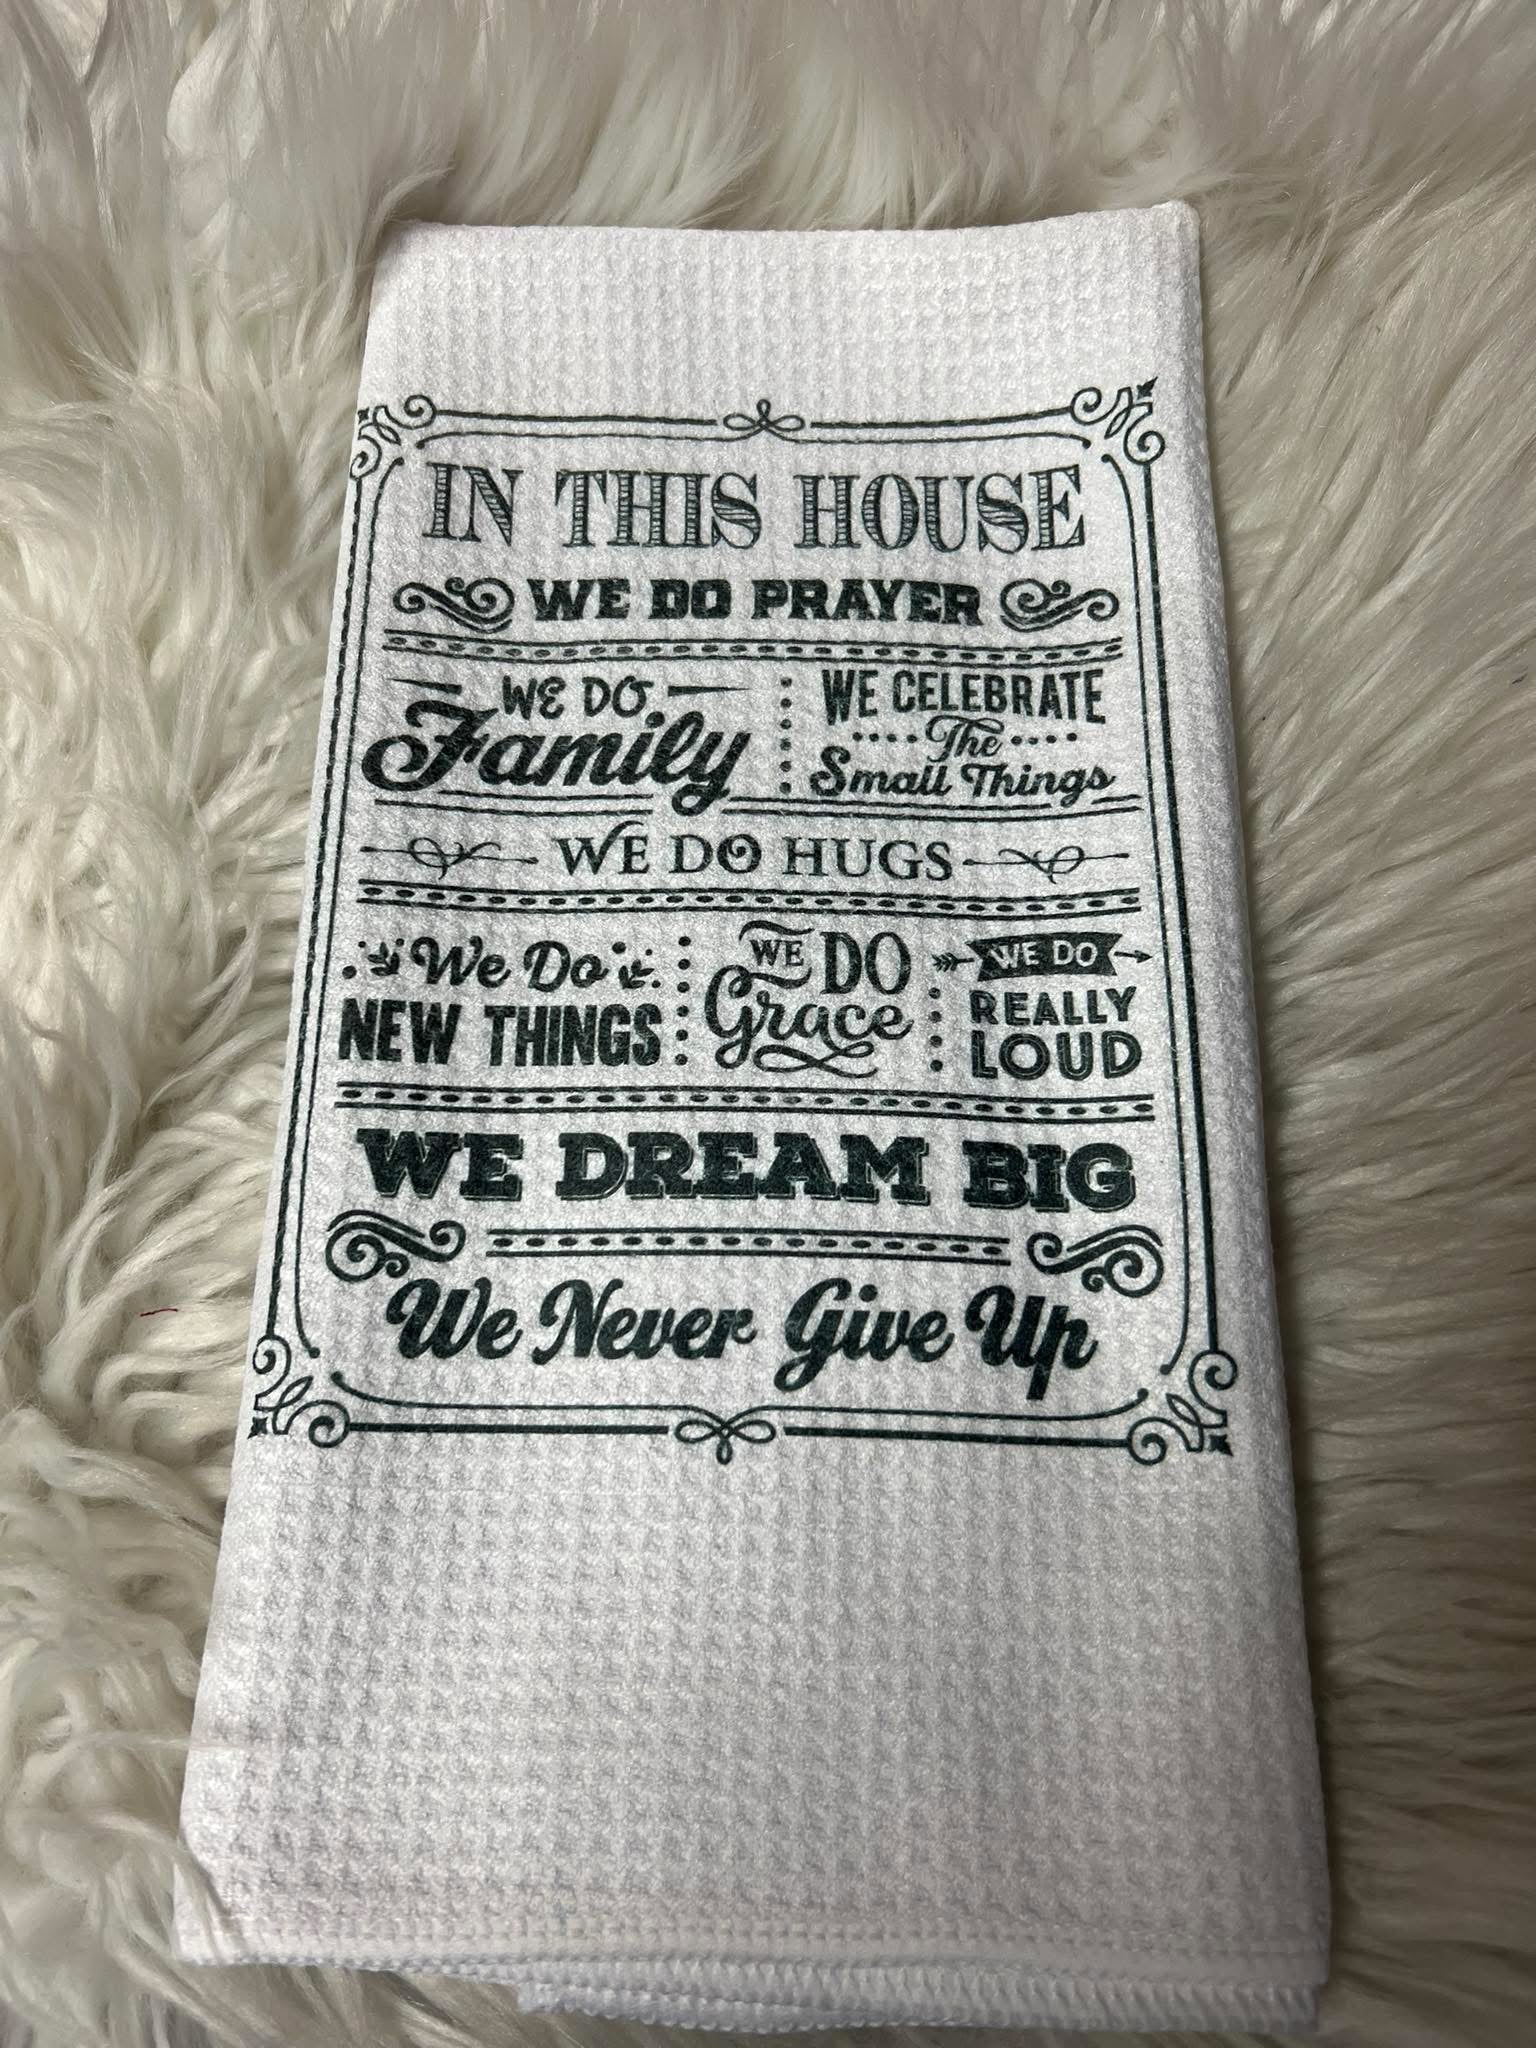 IN THIS HOUSE
WE DO PRAYER
WE DO
Family
WE CELEBRATE
The
Small Things
WE DO HUGS
We Do
NEW THINGS
WE DO
Grace
WE DO
REALLY
LOUD
WE DREAM BIG
We Never Give Up